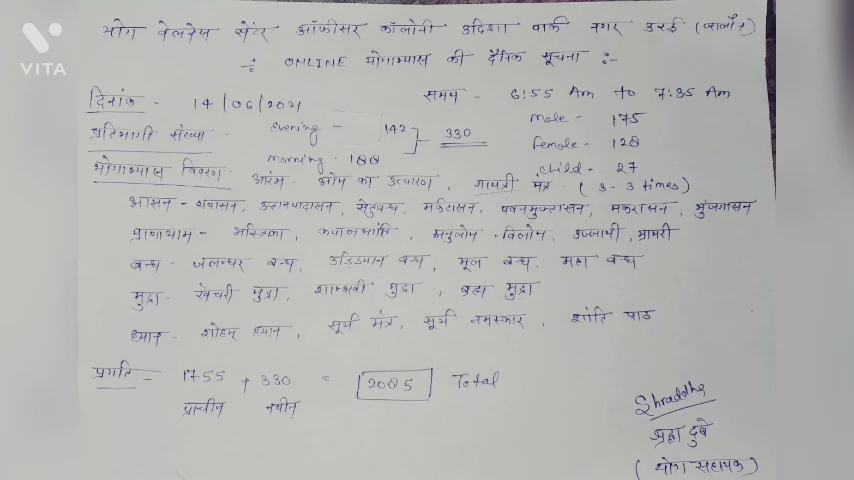 VITA
योग वेलनेस सेंटर ऑफीसर कॉलोनी उदिशा पार्क नगर उरई (जालौन)
÷ ONLINE योगाभ्यास की दैनिक सूचना :-
दिनांक - 14/06/2021 समय - 6:55 Am to 7:35 Am
प्रतिभागी संख्या - evening - 142 330 male - 175
morning - 188 female - 128
योगाभ्यास विवरण - child - 27
आरंभ - ओम का उच्चारण, गायत्री मंत्र (3-3 times)
आसन - शवासन, उत्तानपादासन, सेतुबन्ध, मर्कटासन, पवनमुक्तासन, मकरासन, भुंजगासन
प्राणायाम - भस्त्रिका, कपालभांति, अनुलोम-विलोम, उज्जायी, भ्रामरी
बन्ध - जलन्धर बन्ध, उड्डियान बन्ध, मूल बन्ध, महा बन्ध
मुद्रा - खेचरी मुद्रा, शाम्भवी मुद्रा, ब्रह्म मुद्रा
ध्यान - शोहम ध्यान, सूर्य मंत्र, सूर्य नमस्कार, शांति पाठ
प्रगति - 1755 + 330 = 2085 Total
प्राचीन नवीन
Shraddha
श्रद्धा दुबे
(योग सहायक)